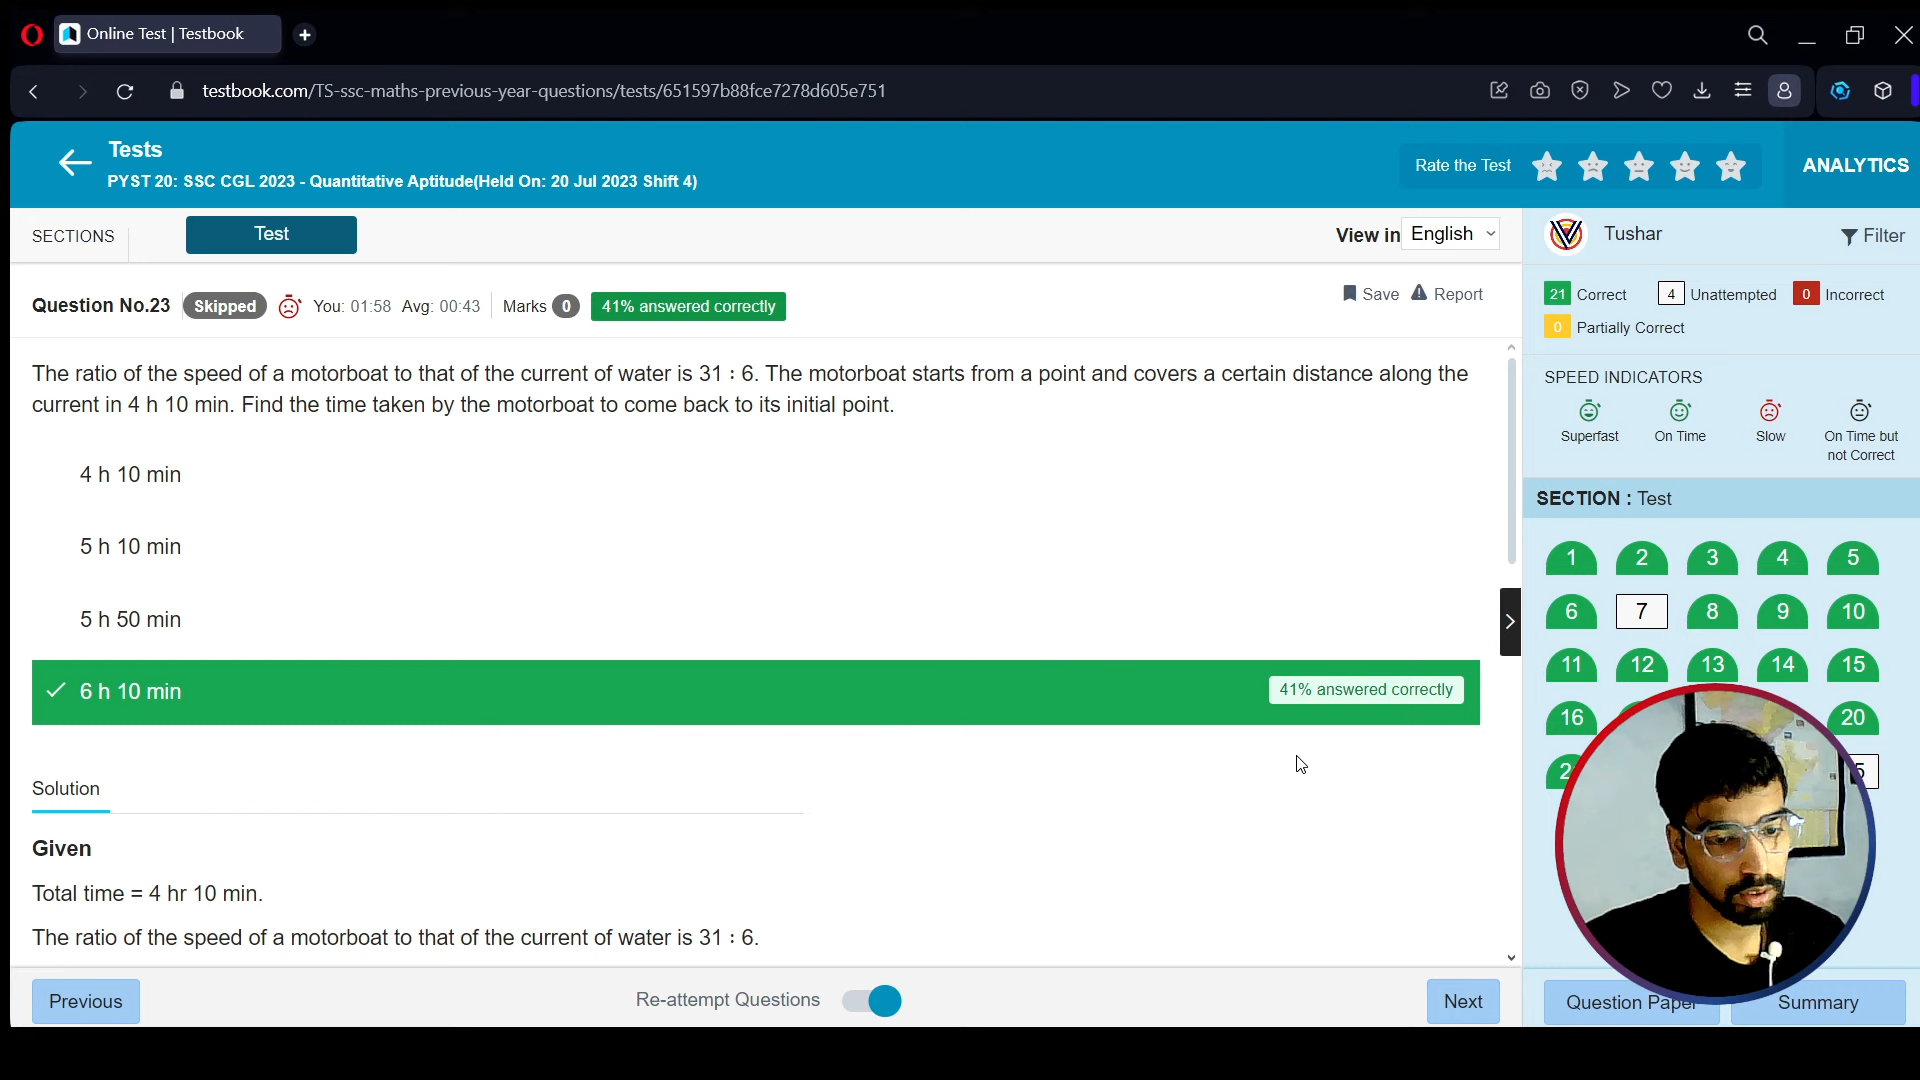 Online Test | Testbook
testbook.com/TS-ssc-maths-previous-year-questions/tests/651597b88fce7278d605e751
Tests
PYST 20: SSC CGL 2023 - Quantitative Aptitude(Held On: 20 Jul 2023 Shift 4)
Rate the Test
ANALYTICS
SECTIONS
Test
View in English
Tushar
Filter
Question No.23 Skipped You: 01:58 Avg: 00:43 Marks 0 41% answered correctly
Save Report
21 Correct 4 Unattempted 0 Incorrect
0 Partially Correct
The ratio of the speed of a motorboat to that of the current of water is 31 : 6. The motorboat starts from a point and covers a certain distance along the
current in 4 h 10 min. Find the time taken by the motorboat to come back to its initial point.
4 h 10 min
5 h 10 min
5 h 50 min
6 h 10 min 41% answered correctly
Solution
Given
Total time = 4 hr 10 min.
The ratio of the speed of a motorboat to that of the current of water is 31 : 6.
SPEED INDICATORS
Superfast On Time Slow On Time but
not Correct
SECTION : Test
1 2 3 4 5
6 7 8 9 10
11 12 13 14 15
16 20
Previous
Re-attempt Questions
Next
Question Paper
Summary